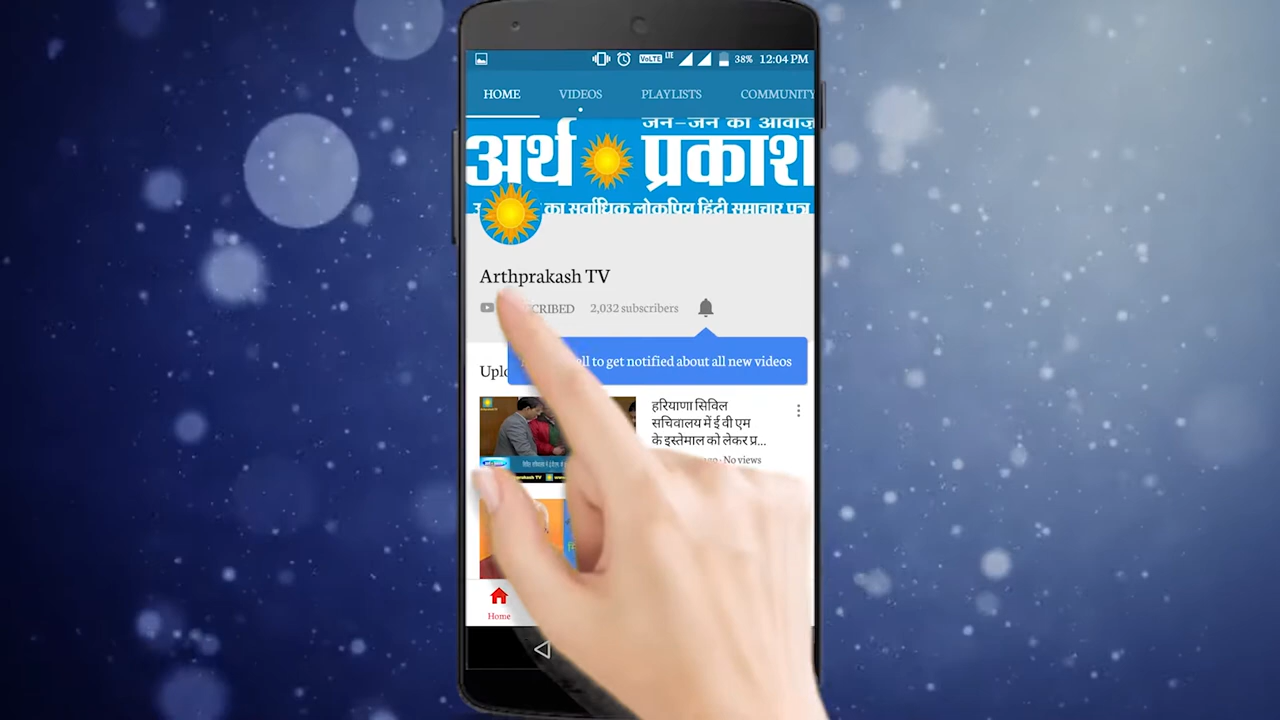 VoLTE LTE 38% 12:04 PM
HOME VIDEOS PLAYLISTS COMMUNITY
जन-जन का आवाज़
अर्थ प्रकाश
का सर्वाधिक लोकप्रिय हिंदी समाचार पत्र
Arthprakash TV
2,032 subscribers
to get notified about all new videos
हरियाणा सिविल
सचिवालय में ई वी एम
के इस्तेमाल को लेकर प्र...
No views
Home